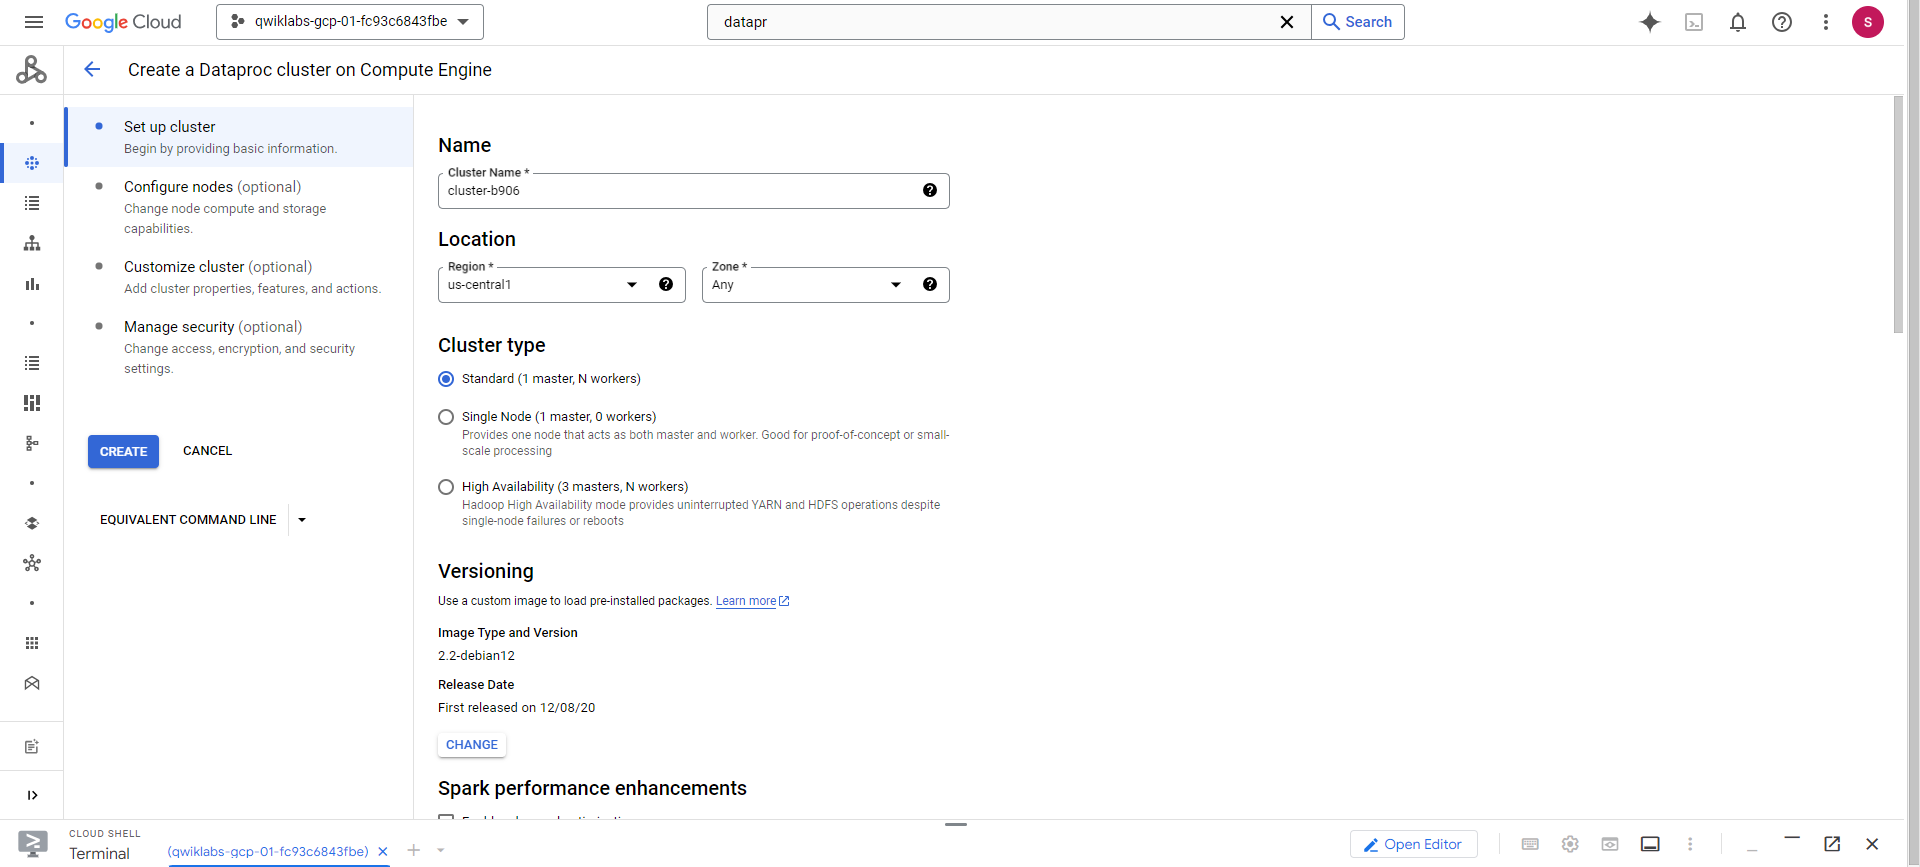 Google Cloud
qwiklabs-gcp-01-fc93c6843fbe
datapr
Search
S
Create a Dataproc cluster on Compute Engine
Set up cluster
Begin by providing basic information.
Configure nodes (optional)
Change node compute and storage
capabilities.
Customize cluster (optional)
Add cluster properties, features, and actions.
Manage security (optional)
Change access, encryption, and security
settings.
CREATE
CANCEL
EQUIVALENT COMMAND LINE
Name
Cluster Name *
cluster-b906
Location
Region *
us-central1
Zone *
Any
Cluster type
Standard (1 master, N workers)
Single Node (1 master, 0 workers)
Provides one node that acts as both master and worker. Good for proof-of-concept or small-
scale processing
High Availability (3 masters, N workers)
Hadoop High Availability mode provides uninterrupted YARN and HDFS operations despite
single-node failures or reboots
Versioning
Use a custom image to load pre-installed packages. Learn more
Image Type and Version
2.2-debian12
Release Date
First released on 12/08/20
CHANGE
Spark performance enhancements
CLOUD SHELL
Terminal
(qwiklabs-gcp-01-fc93c6843fbe)
Open Editor